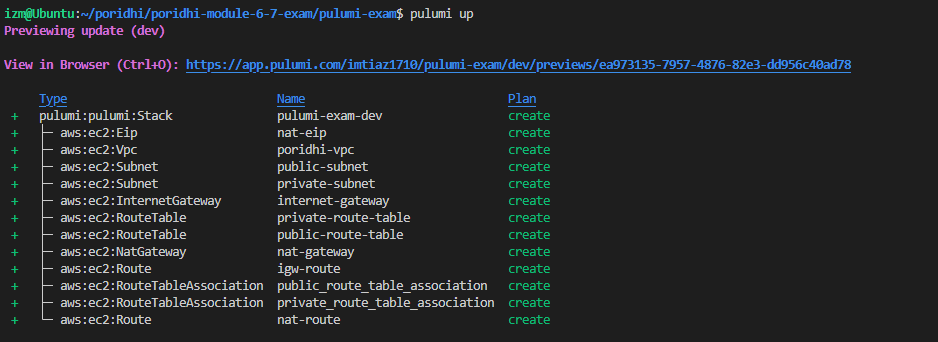 izm@Ubuntu:~/poridhi/poridhi-module-6-7-exam/pulumi-exam$ pulumi up
Previewing update (dev)
View in Browser (Ctrl+O): https://app.pulumi.com/imtiaz1710/pulumi-exam/dev/previews/ea973135-7957-4876-82e3-dd956c40ad78
Type Name Plan
+ pulumi:pulumi:Stack pulumi-exam-dev create
+ ├─ aws:ec2:Eip nat-eip create
+ ├─ aws:ec2:Vpc poridhi-vpc create
+ ├─ aws:ec2:Subnet public-subnet create
+ ├─ aws:ec2:Subnet private-subnet create
+ ├─ aws:ec2:InternetGateway internet-gateway create
+ ├─ aws:ec2:RouteTable private-route-table create
+ ├─ aws:ec2:RouteTable public-route-table create
+ ├─ aws:ec2:NatGateway nat-gateway create
+ ├─ aws:ec2:Route igw-route create
+ ├─ aws:ec2:RouteTableAssociation public_route_table_association create
+ ├─ aws:ec2:RouteTableAssociation private_route_table_association create
+ └─ aws:ec2:Route nat-route create